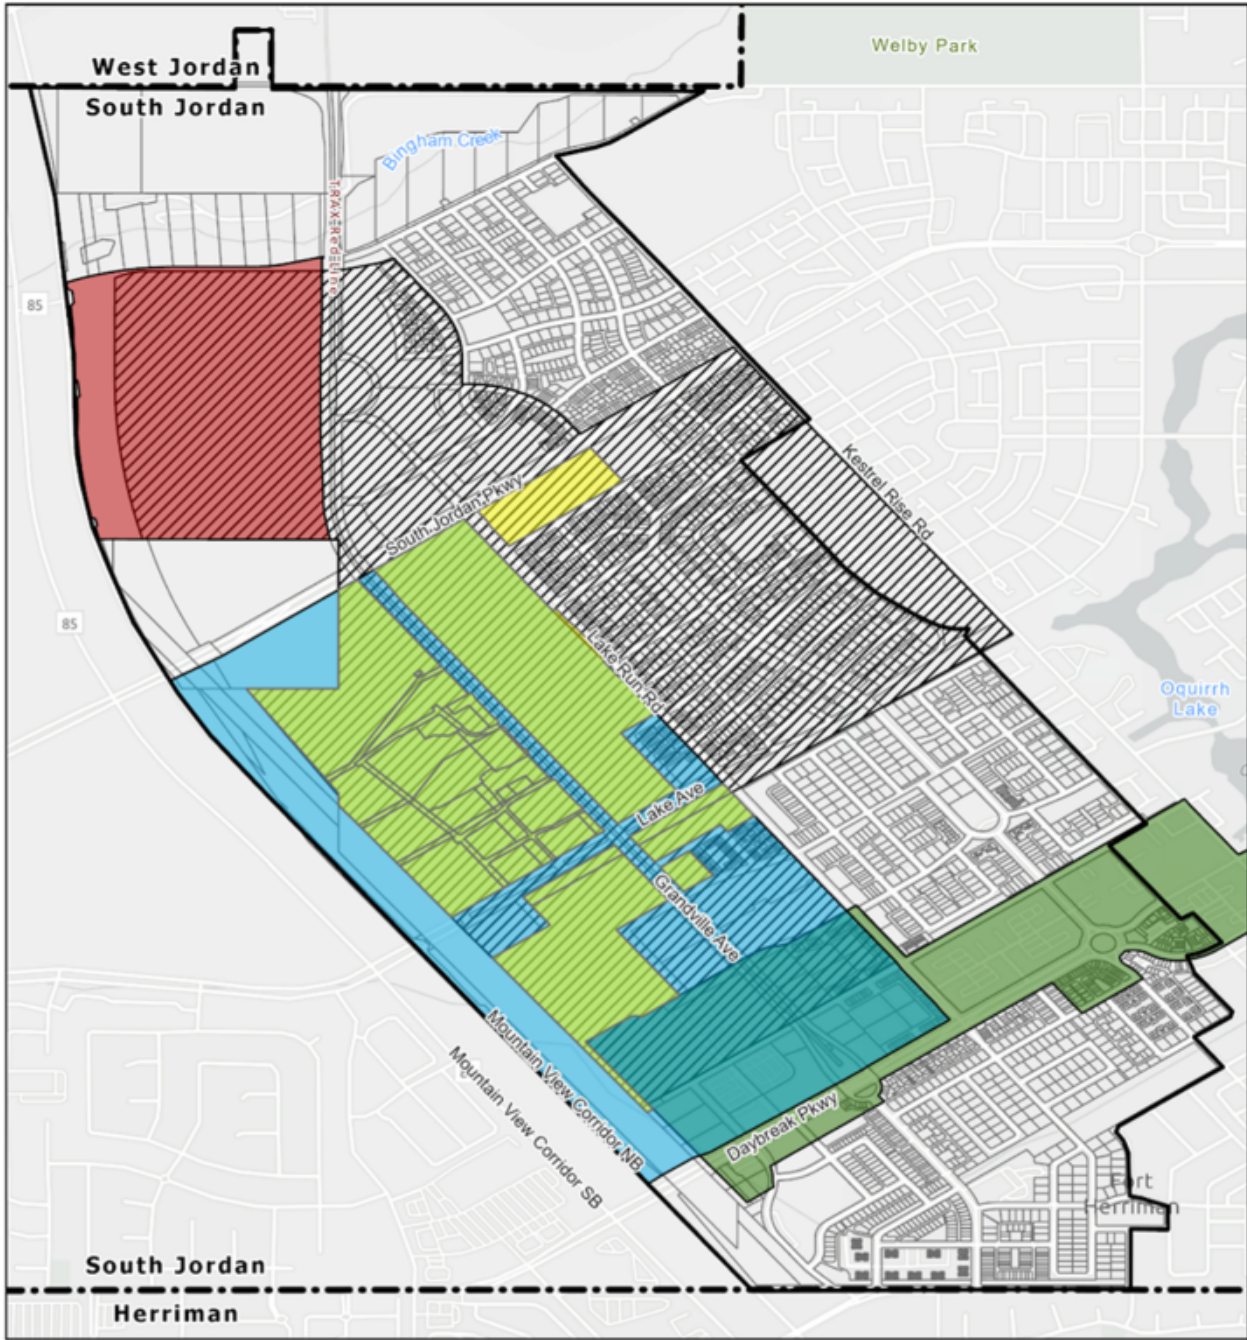 Welby Park
West Jordan
South Jordan
Bingham Creek
TRAX Red Line
85
Kestrel Rise Rd
South Jordan Pkwy
85
Lake Run Rd
Oquirrh
Lake
Lake Ave
Grandville Ave
Mountain View Corridor NB
Mountain View Corridor SB
Daybreak Pkwy
Fort
Herriman
South Jordan
Herriman